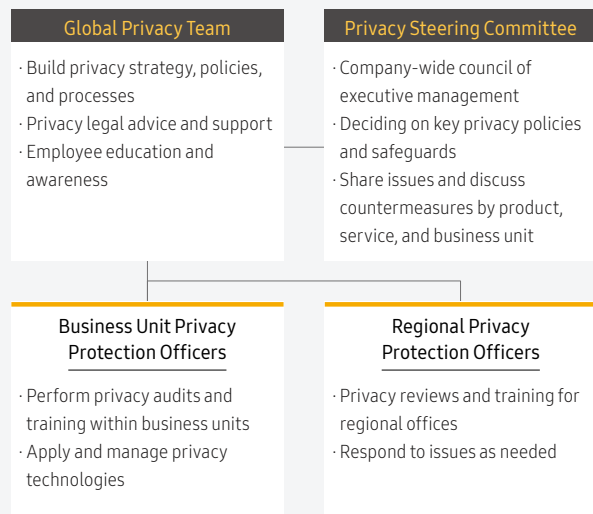 Global Privacy Team
· Build privacy strategy, policies,
and processes
· Privacy legal advice and support
· Employee education and
awareness
Privacy Steering Committee
· Company-wide council of
executive management
· Deciding on key privacy policies
and safeguards
· Share issues and discuss
countermeasures by product,
service, and business unit
Business Unit Privacy
Protection Officers
· Perform privacy audits and
training within business units
· Apply and manage privacy
technologies
Regional Privacy
Protection Officers
· Privacy reviews and training for
regional offices
· Respond to issues as needed